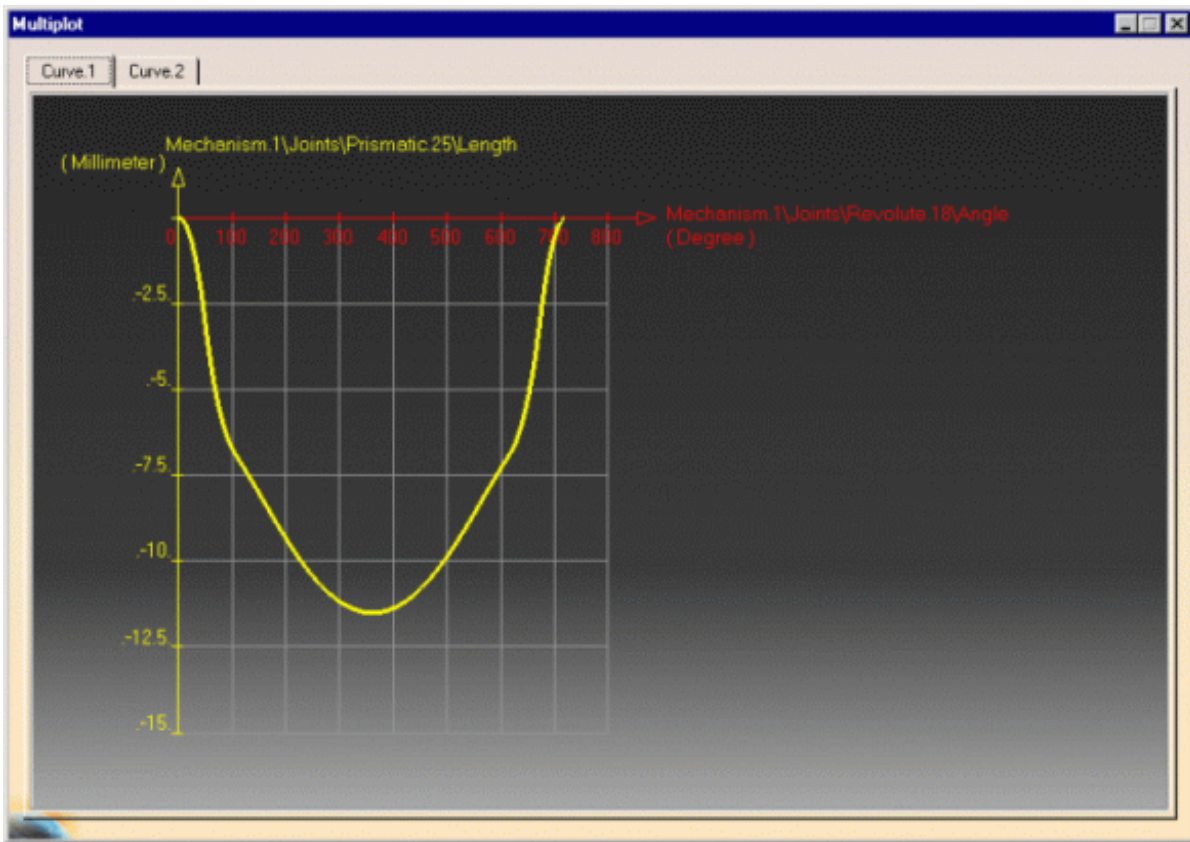 Multiplot
Curve.1 Curve.2
Mechanism.1\Joints\Prismatic.25\Length
(Millimeter)
Mechanism.1\Joints\Revolute.18\Angle
0 100 200 300 400 500 600 700 800
(Degree)
.-2.5.
.-5.
.-7.5.
.-10.
.-12.5.
.-15.